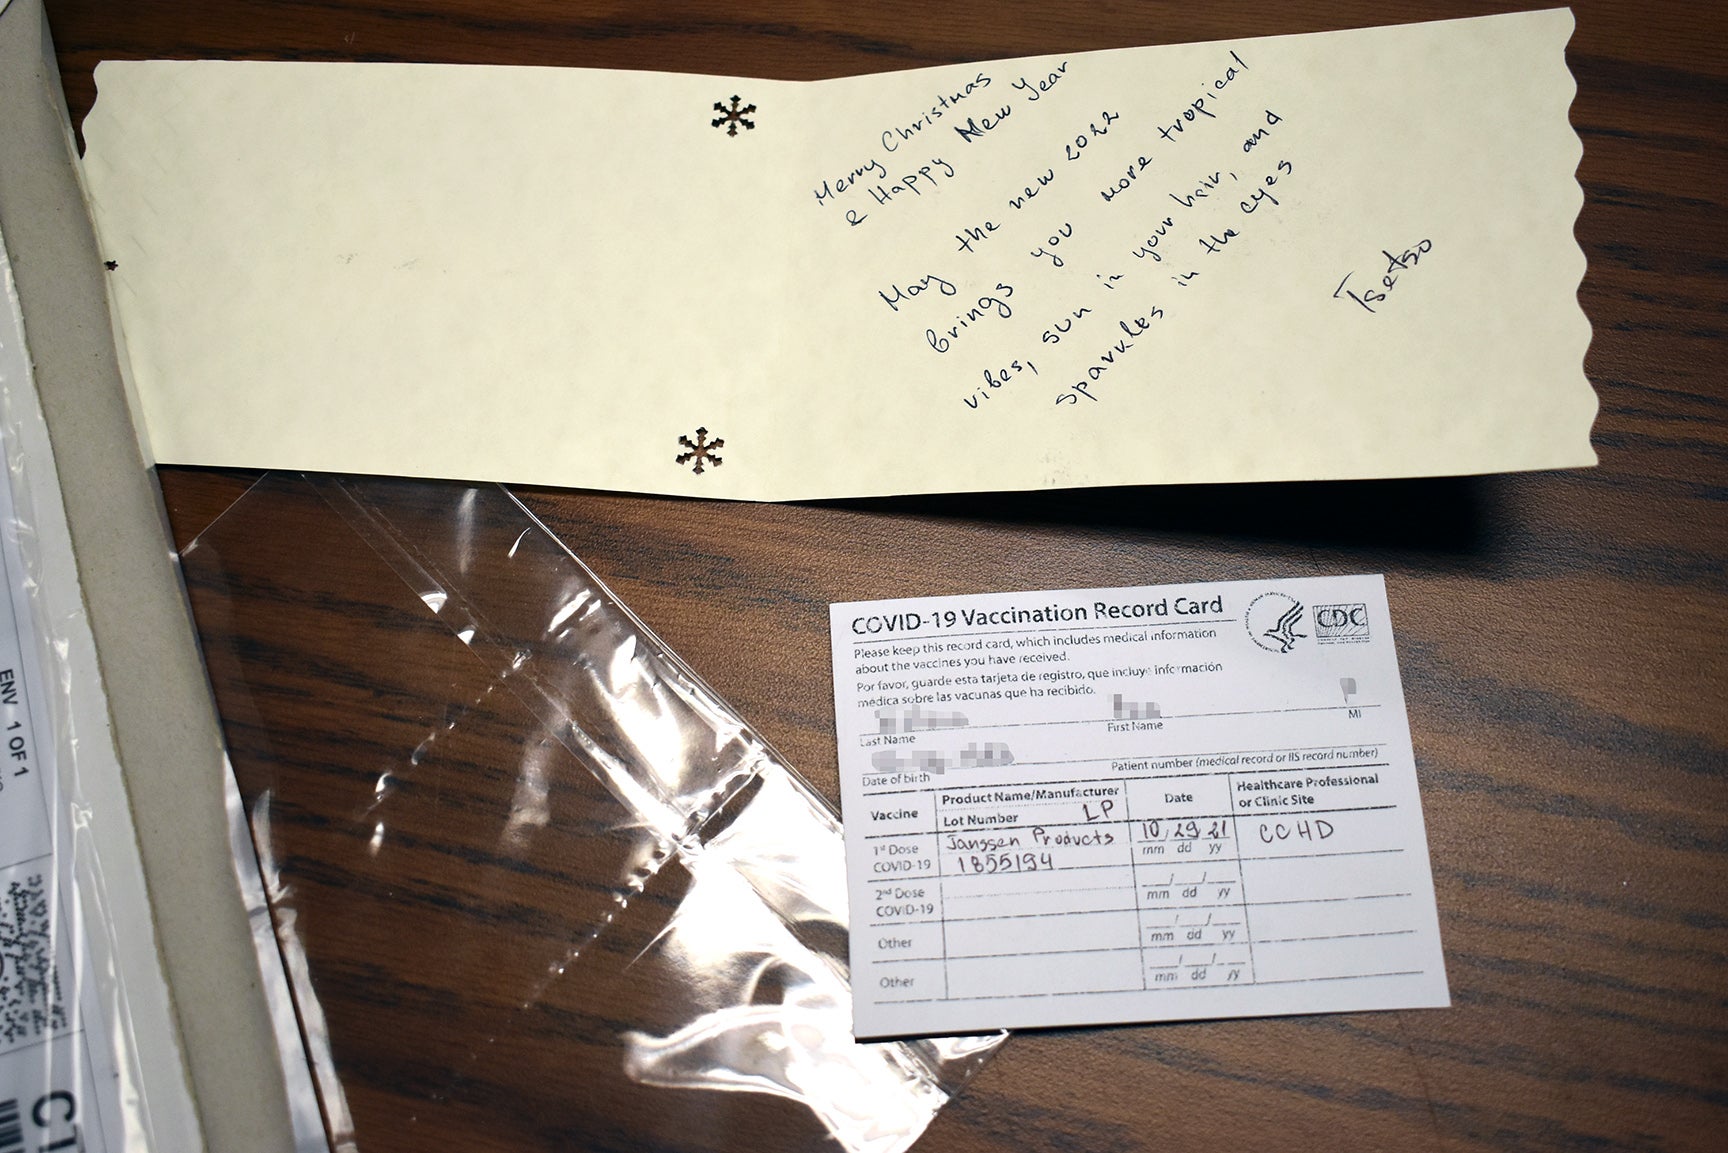 Merry Christmas
& Happy New Year
May the new 2022
brings you more tropical
vibes, sun in your hair, and
sparkles in the eyes
Tsetso
COVID-19 Vaccination Record Card
CDC
Please keep this record card, which includes medical information
about the vaccines you have received.
Por favor, guarde esta tarjeta de registro, que incluye información
médica sobre las vacunas que ha recibido.
Last Name First Name MI
Date of birth Patient number (medical record or IIS record number)
Vaccine
Product Name/Manufacturer
Lot Number
LP
Date
Healthcare Professional
or Clinic Site
1st Dose
COVID-19
Janssen Products
1855194
10/29/21
mm dd yy
CCHD
2nd Dose
COVID-19
mm dd yy
Other
mm dd yy
Other
mm dd yy
ENV 1 OF 1